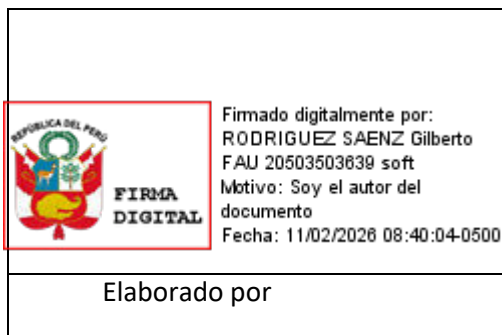 REPÚBLICA DEL PERÚ
FIRMA
DIGITAL
Firmado digitalmente por:
RODRIGUEZ SAENZ Gilberto
FAU 20503503639 soft
Motivo: Soy el autor del
documento
Fecha: 11/02/2026 08:40:04-0500
Elaborado por